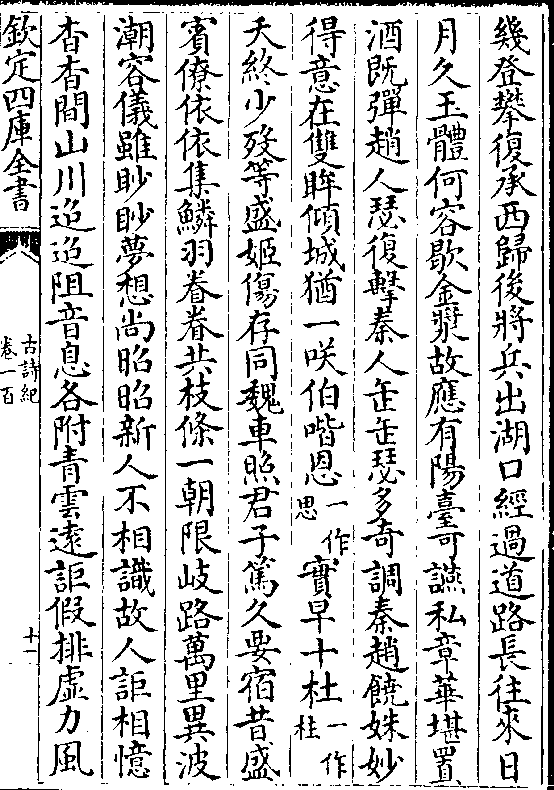 幾登攀復承西歸後將兵出湖口經過道路長往來日
月久玉體何容歇金漿故應有陽臺可讌私章華堪置
酒既彈趙人瑟復擊秦人缶缶瑟多奇調秦趙饒姝妙
得意在雙眸傾城猶一咲伯喈恩一作思實早十杜一作桂
夭終少殁等盛姬傷存同魏車照君子篤久要宿昔盛
賓僚依依集鱗羽眷眷共枝條一朝限岐路萬里異波
潮容儀雖眇眇夢想尚昭昭新人不相識故人詎相憶
杳杳間山川迢迢阻音息各附青雲遠詎假排虛力風
欽定四庫全書
古詩紀
卷一百
十一